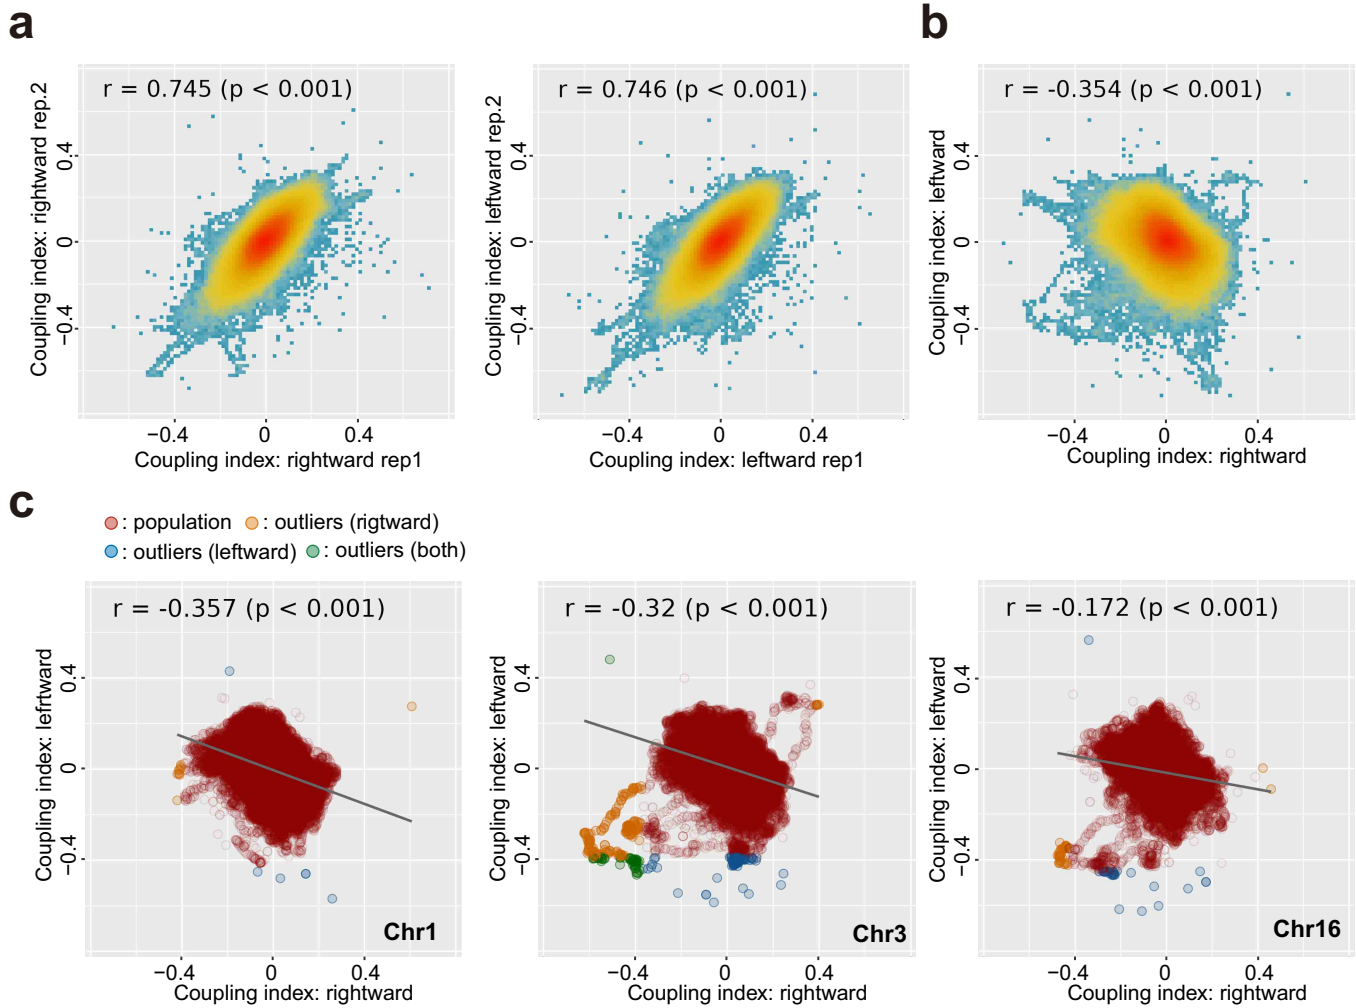 a
r = 0.745 (p < 0.001)
Coupling index: rightward rep.2
0.4
0
−0.4
−0.4
0
0.4
Coupling index: rightward rep1
r = 0.746 (p < 0.001)
Coupling index: leftward rep.2
0.4
0
−0.4
−0.4
0
0.4
Coupling index: leftward rep1
b
r = -0.354 (p < 0.001)
Coupling index: leftward
0.4
0
−0.4
−0.4
0
0.4
Coupling index: rightward
c
: population : outliers (rigtward)
: outliers (leftward) : outliers (both)
r = -0.357 (p < 0.001)
Coupling index: lefrtward
0.4
0
−0.4
Chr1
−0.4
0
0.4
Coupling index: rightward
r = -0.32 (p < 0.001)
Coupling index: leftward
0.4
0
−0.4
Chr3
−0.4
0
0.4
Coupling index: rightward
r = -0.172 (p < 0.001)
Coupling index: leftward
0.4
0
−0.4
Chr16
−0.4
0
0.4
Coupling index: rightward